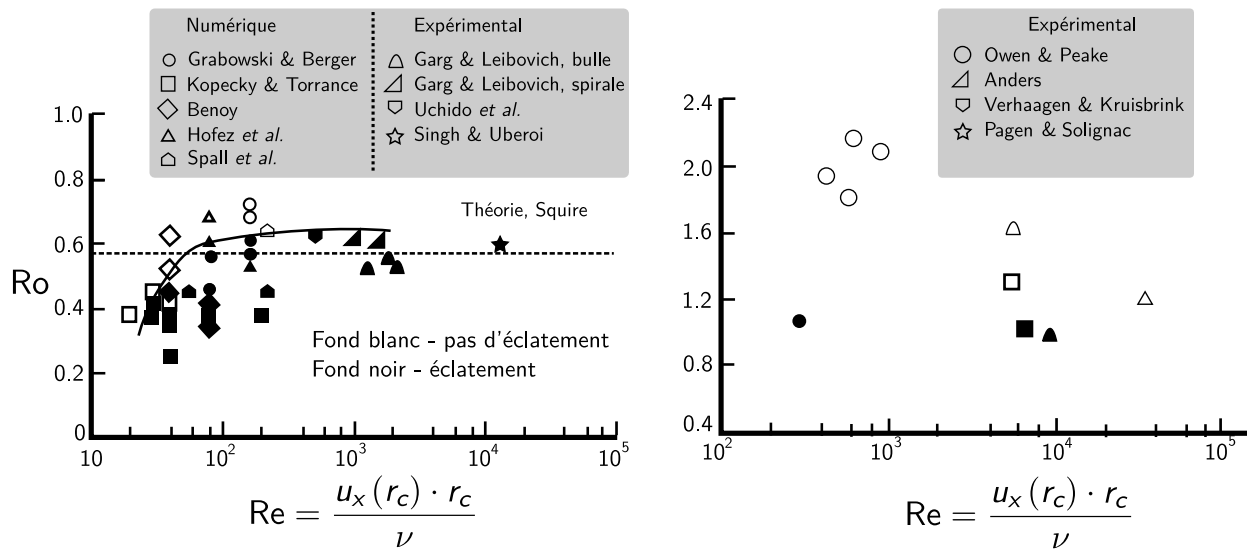 Numérique
Grabowski & Berger
Kopecky & Torrance
Benoy
Hofez et al.
Spall et al.
Expérimental
Garg & Leibovich, bulle
Garg & Leibovich, spirale
Uchido et al.
Singh & Uberoi
1.0
0.8
0.6
0.4
0.2
0
Ro
Théorie, Squire
Fond blanc - pas d'éclatement
Fond noir - éclatement
10 10² 10³ 10⁴ 10⁵
Re = uₓ(r_c) · r_c / ν
Expérimental
Owen & Peake
Anders
Verhaagen & Kruisbrink
Pagen & Solignac
2.4
2.0
1.6
1.2
0.8
0.4
10² 10³ 10⁴ 10⁵
Re = uₓ(r_c) · r_c / ν